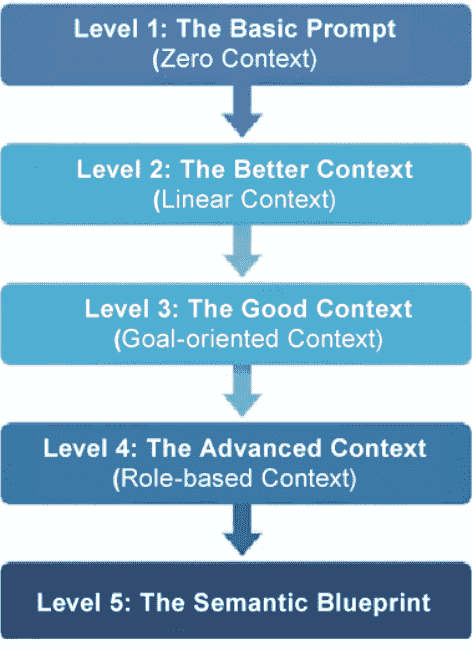 Level 1: The Basic Prompt
(Zero Context)
Level 2: The Better Context
(Linear Context)
Level 3: The Good Context
(Goal-oriented Context)
Level 4: The Advanced Context
(Role-based Context)
Level 5: The Semantic Blueprint